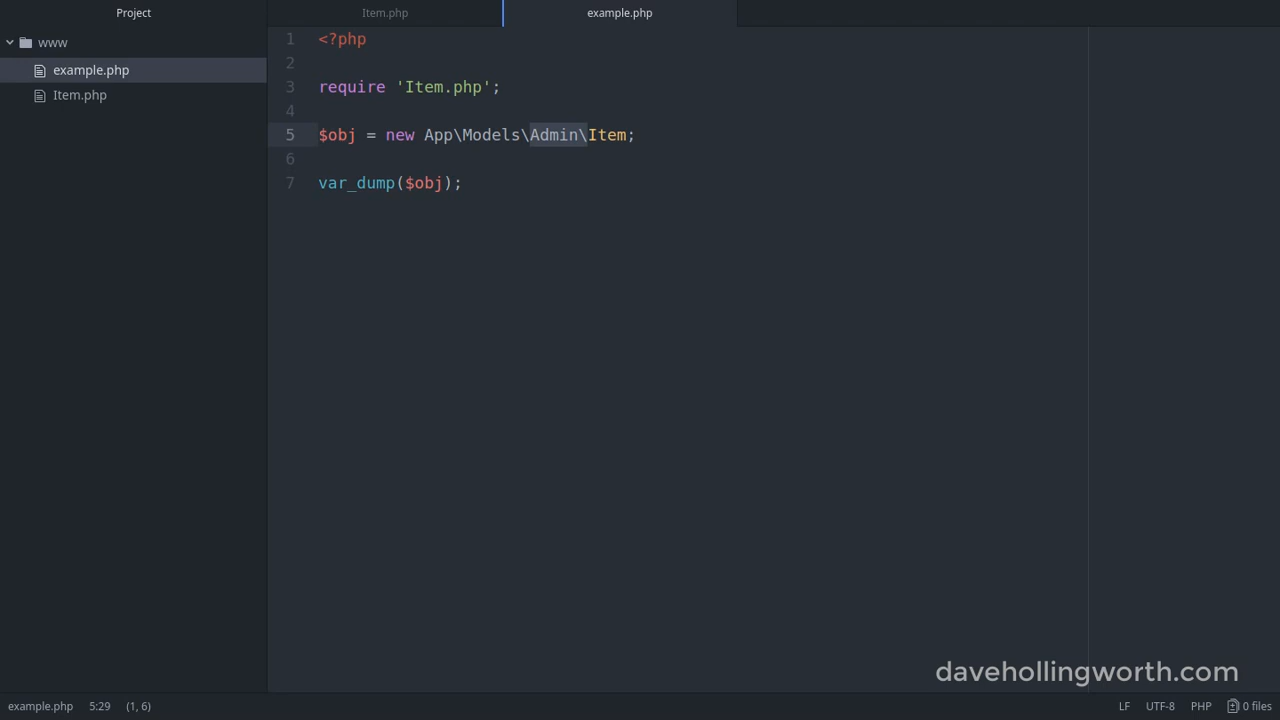 Project
Item.php
example.php
www
example.php
Item.php
1 <?php
2
3 require 'Item.php';
4
5 $obj = new App\Models\Admin\Item;
6
7 var_dump($obj);
davehollingworth.com
example.php 5:29 (1, 6) LF UTF-8 PHP 0 files